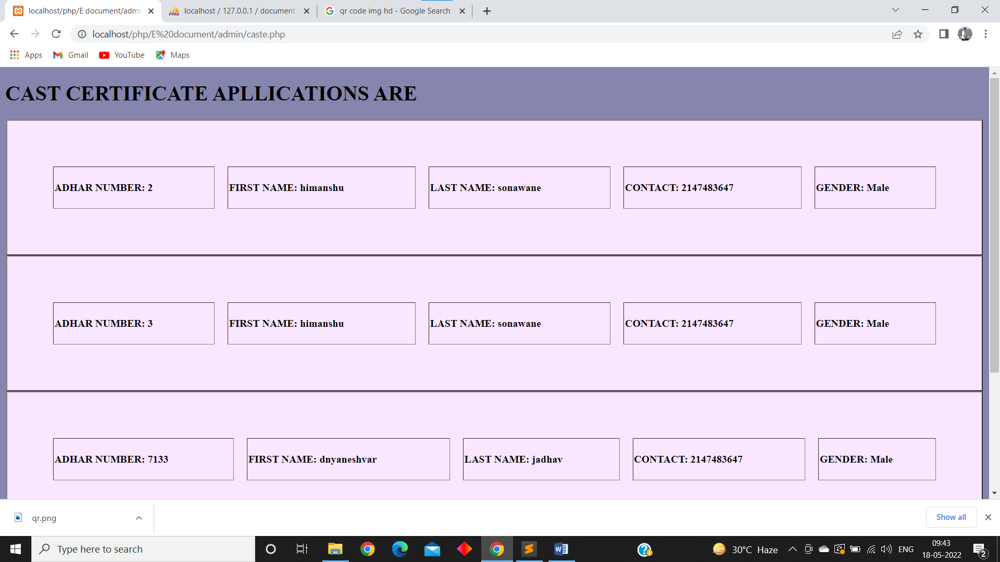 localhost/php/E document/admi
localhost / 127.0.0.1 / document
qr code img hd - Google Search
localhost/php/E%20document/admin/caste.php
Apps
Gmail
YouTube
Maps
CAST CERTIFICATE APLLICATIONS ARE
ADHAR NUMBER: 2
FIRST NAME: himanshu
LAST NAME: sonawane
CONTACT: 2147483647
GENDER: Male
ADHAR NUMBER: 3
FIRST NAME: himanshu
LAST NAME: sonawane
CONTACT: 2147483647
GENDER: Male
ADHAR NUMBER: 7133
FIRST NAME: dnyaneshvar
LAST NAME: jadhav
CONTACT: 2147483647
GENDER: Male
qr.png
Show all
Type here to search
30°C Haze
ENG
09:43
18-05-2022
2